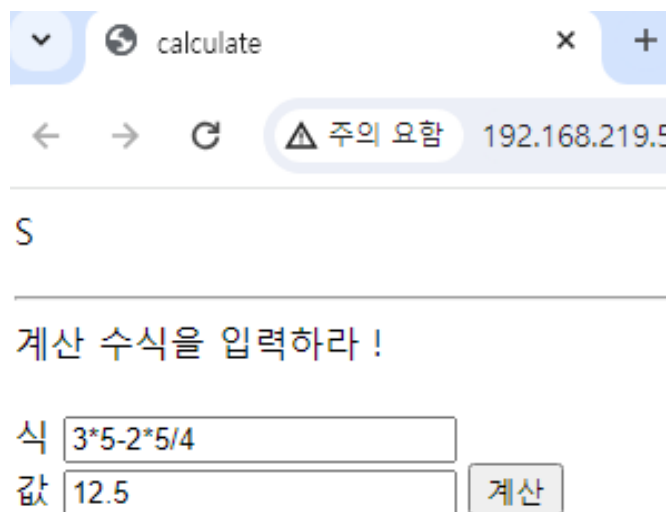 calculate
주의 요함 192.168.219.5
S
계산 수식을 입력하라 !
식 3*5-2*5/4
값 12.5 계산